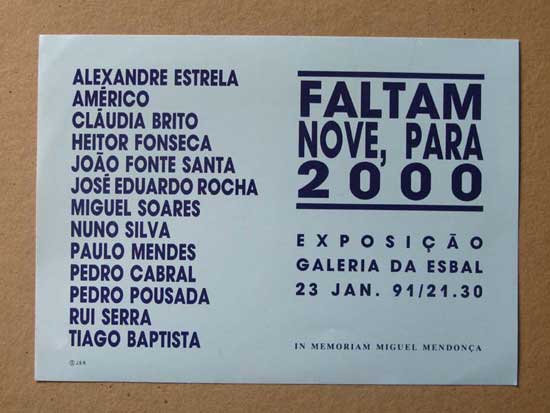 ALEXANDRE ESTRELA
AMÉRICO
CLÁUDIA BRITO
HEITOR FONSECA
JOÃO FONTE SANTA
JOSÉ EDUARDO ROCHA
MIGUEL SOARES
NUNO SILVA
PAULO MENDES
PEDRO CABRAL
PEDRO POUSADA
RUI SERRA
TIAGO BAPTISTA
FALTAM
NOVE, PARA
2000
EXPOSIÇÃO
GALERIA DA ESBAL
23 JAN. 91/21.30
IN MEMORIAM MIGUEL MENDONÇA